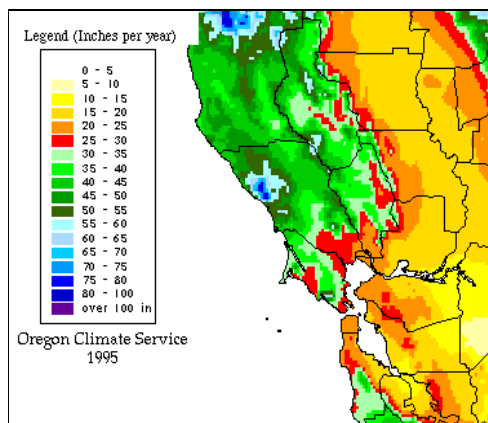 Legend (Inches per year)
0 - 5
5 - 10
10 - 15
15 - 20
20 - 25
25 - 30
30 - 35
35 - 40
40 - 45
45 - 50
50 - 55
55 - 60
60 - 65
65 - 70
70 - 75
75 - 80
80 - 100
over 100 in
Oregon Climate Service
1995